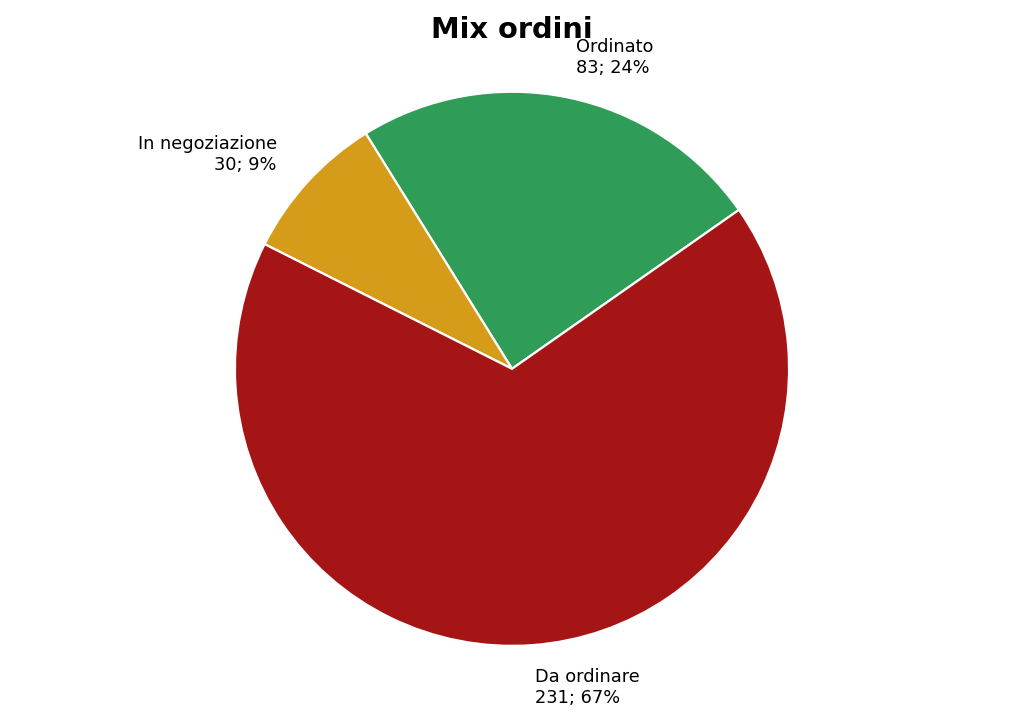 Mix ordini
Ordinato
83; 24%
In negoziazione
30; 9%
Da ordinare
231; 67%